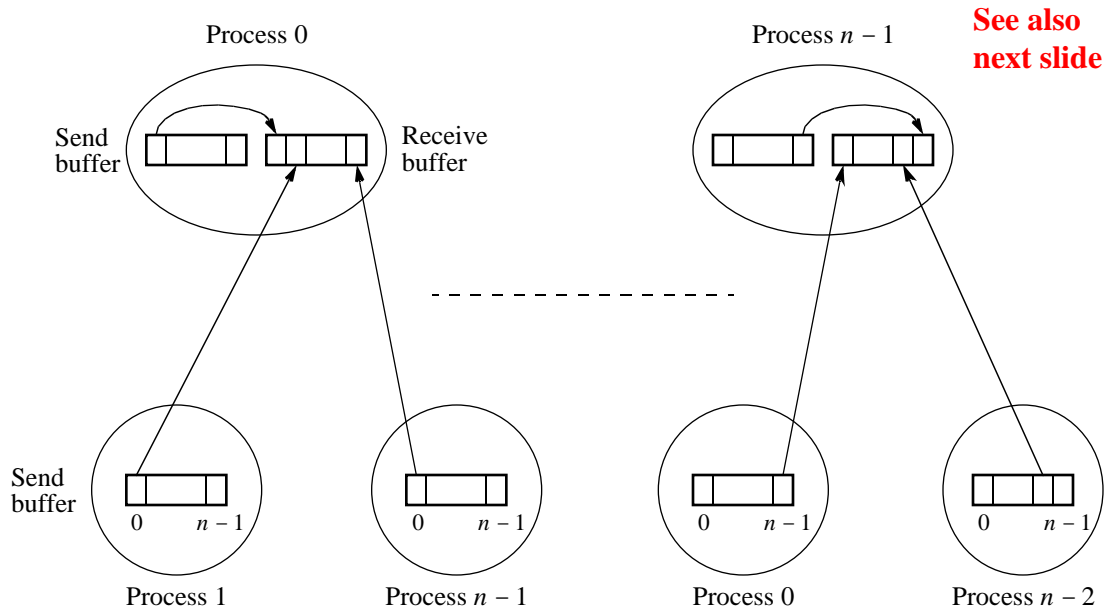 See also
next slide
Process 0
Process n − 1
Send
buffer
Receive
buffer
Send
buffer
0 n − 1
0 n − 1
0 n − 1
0 n − 1
Process 1
Process n − 1
Process 0
Process n − 2